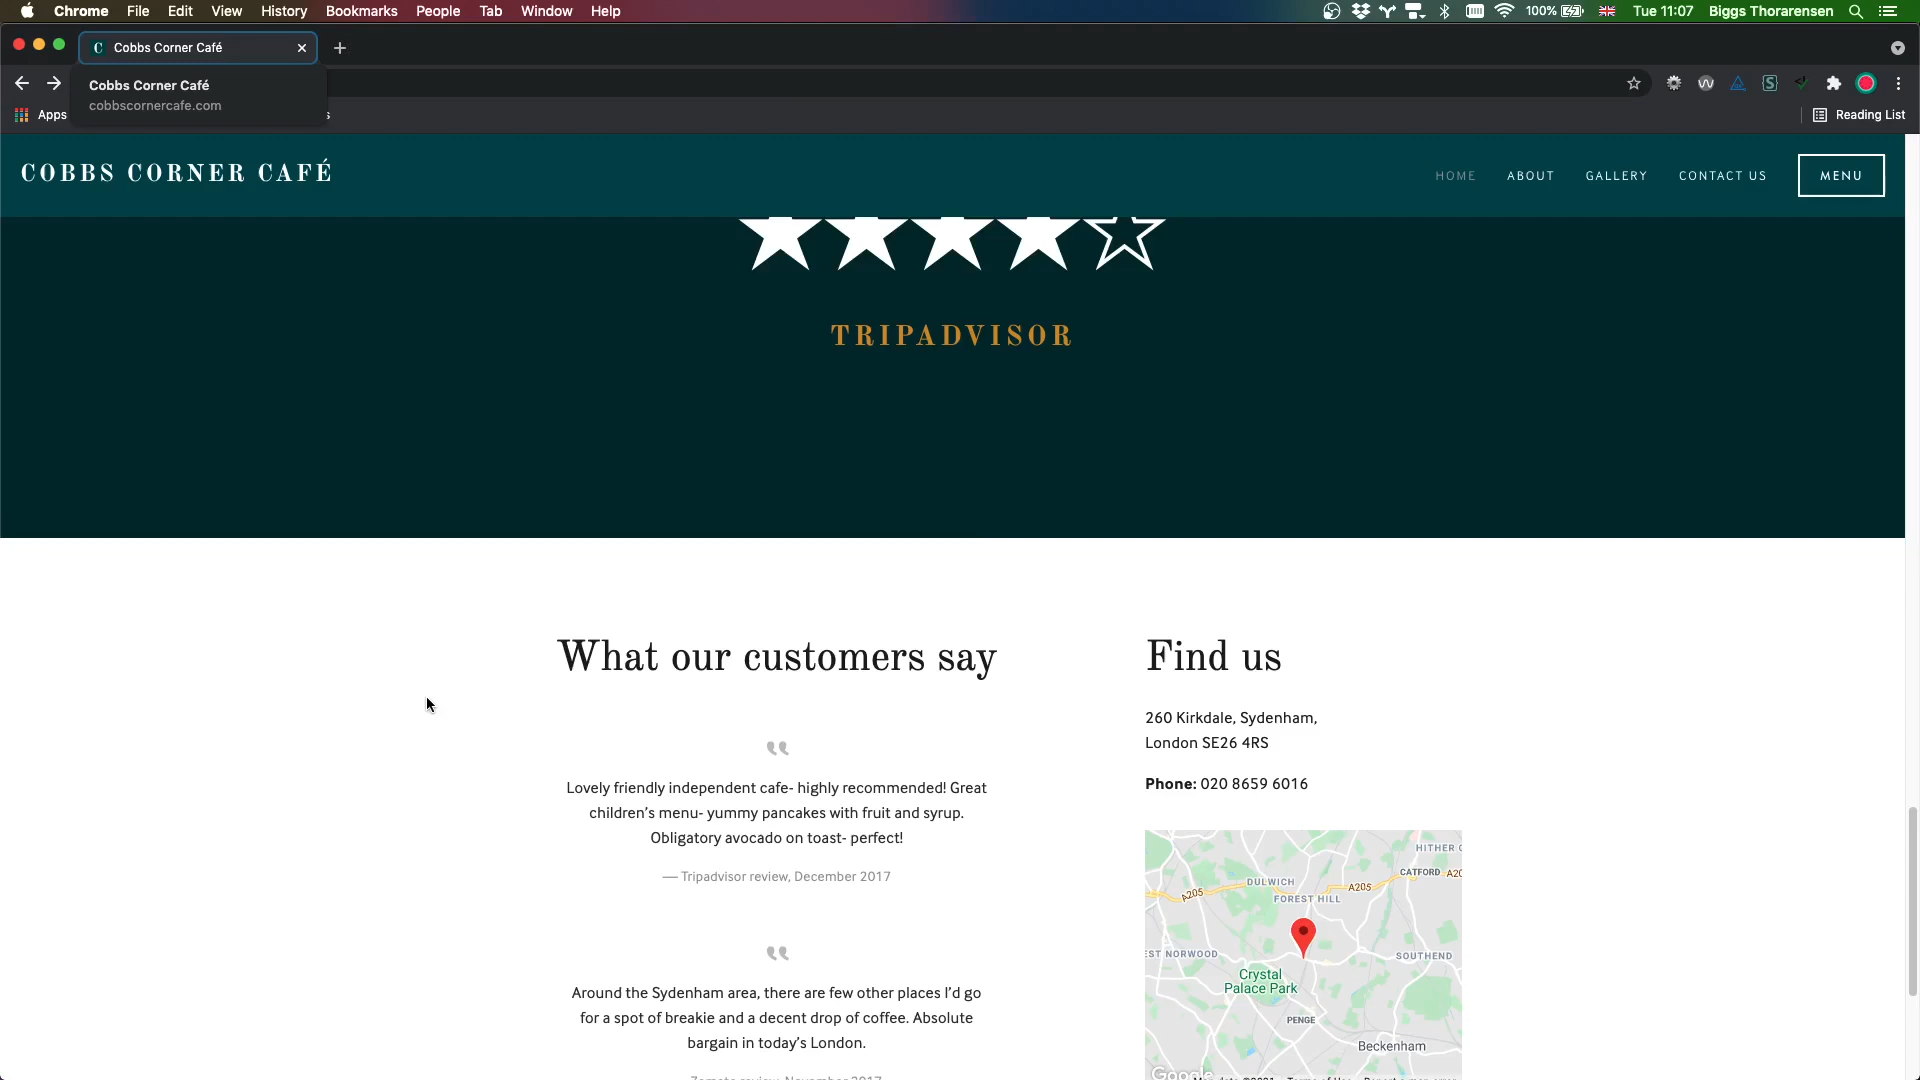 Chrome File Edit View History Bookmarks People Tab Window Help
100% Tue 11:07 Biggs Thorarensen
Cobbs Corner Café
Cobbs Corner Café
cobbscornercafe.com
Apps
Reading List
COBBS CORNER CAFÉ
HOME ABOUT GALLERY CONTACT US MENU
TRIPADVISOR
What our customers say
“
Lovely friendly independent cafe- highly recommended! Great
children’s menu- yummy pancakes with fruit and syrup.
Obligatory avocado on toast- perfect!
— Tripadvisor review, December 2017
“
Around the Sydenham area, there are few other places I’d go
for a spot of breakie and a decent drop of coffee. Absolute
bargain in today’s London.
Find us
260 Kirkdale, Sydenham,
London SE26 4RS
Phone: 020 8659 6016
HITHER
CATFORD A20
DULWICH
A205
A205
FOREST HILL
EST NORWOOD
SOUTHEND
Crystal
Palace Park
PENGE
Beckenham
Google